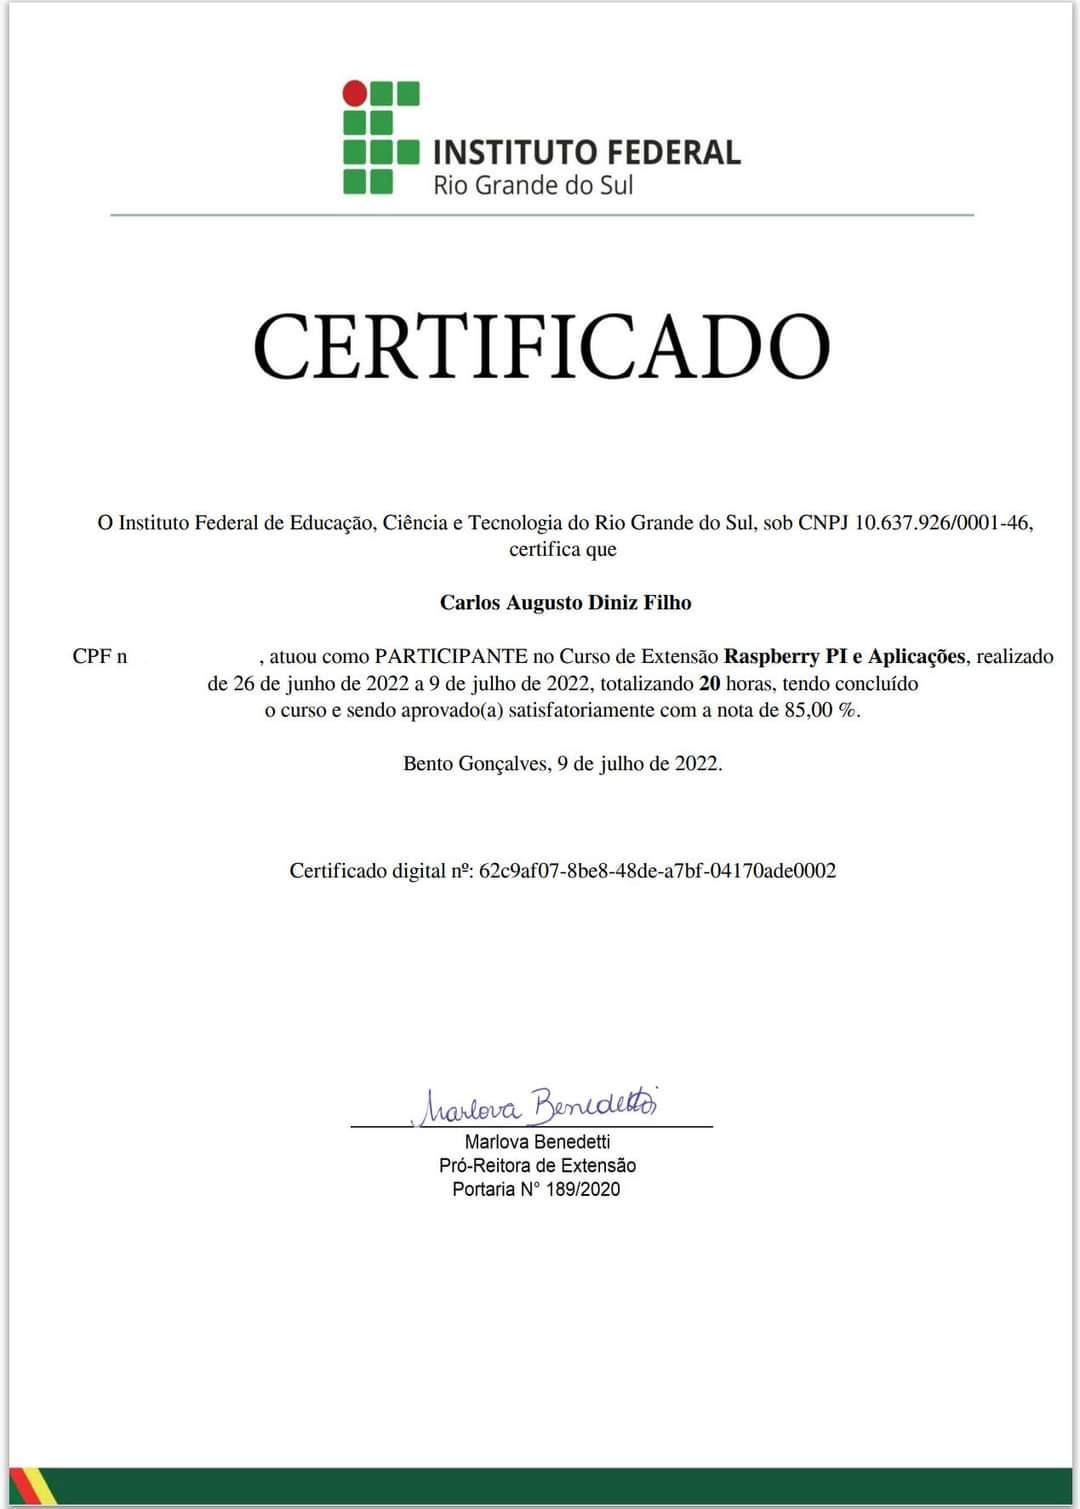 INSTITUTO FEDERAL
Rio Grande do Sul
CERTIFICADO
O Instituto Federal de Educação, Ciência e Tecnologia do Rio Grande do Sul, sob CNPJ 10.637.926/0001-46,
certifica que
Carlos Augusto Diniz Filho
CPF n , atuou como PARTICIPANTE no Curso de Extensão Raspberry PI e Aplicações, realizado
de 26 de junho de 2022 a 9 de julho de 2022, totalizando 20 horas, tendo concluído
o curso e sendo aprovado(a) satisfatoriamente com a nota de 85,00 %.
Bento Gonçalves, 9 de julho de 2022.
Certificado digital nº: 62c9af07-8be8-48de-a7bf-04170ade0002
Marlova Benedetti
Marlova Benedetti
Pró-Reitora de Extensão
Portaria N° 189/2020